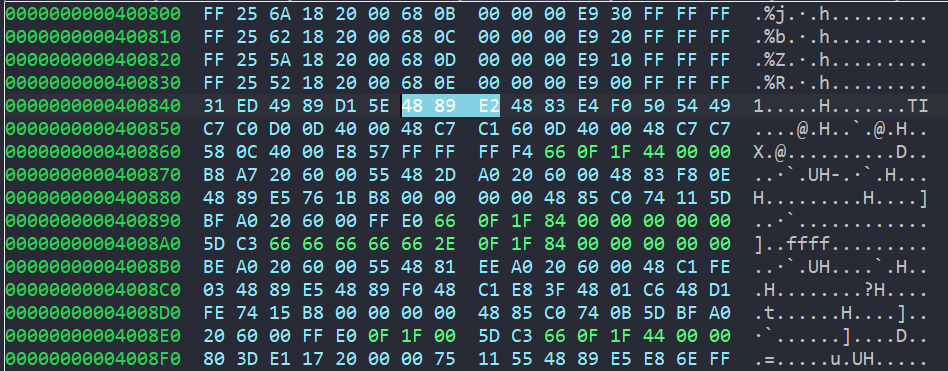 0000000000400800 FF 25 6A 18 20 00 68 0B 00 00 00 E9 30 FF FF FF .%j.·.h.........
0000000000400810 FF 25 62 18 20 00 68 0C 00 00 00 E9 20 FF FF FF .%b.·.h.........
0000000000400820 FF 25 5A 18 20 00 68 0D 00 00 00 E9 10 FF FF FF .%Z.·.h.........
0000000000400830 FF 25 52 18 20 00 68 0E 00 00 00 E9 00 FF FF FF .%R.·.h.........
0000000000400840 31 ED 49 89 D1 5E 48 89 E2 48 83 E4 F0 50 54 49 1.....H.......TI
0000000000400850 C7 C0 D0 0D 40 00 48 C7 C1 60 0D 40 00 48 C7 C7 ....@.H..`.@.H..
0000000000400860 58 0C 40 00 E8 57 FF FF FF F4 66 0F 1F 44 00 00 X.@..........D..
0000000000400870 B8 A7 20 60 00 55 48 2D A0 20 60 00 48 83 F8 0E ..·`.UH-.·`.H...
0000000000400880 48 89 E5 76 1B B8 00 00 00 00 48 85 C0 74 11 5D H.........H....]
0000000000400890 BF A0 20 60 00 FF E0 66 0F 1F 84 00 00 00 00 00 ..·`............
00000000004008A0 5D C3 66 66 66 66 66 2E 0F 1F 84 00 00 00 00 00 ]..ffff.........
00000000004008B0 BE A0 20 60 00 55 48 81 EE A0 20 60 00 48 C1 FE ..·`.UH....`.H..
00000000004008C0 03 48 89 E5 48 89 F0 48 C1 E8 3F 48 01 C6 48 D1 .H........?H....
00000000004008D0 FE 74 15 B8 00 00 00 00 48 85 C0 74 0B 5D BF A0 .t......H....]..
00000000004008E0 20 60 00 FF E0 0F 1F 00 5D C3 66 0F 1F 44 00 00 ·`......]....D..
00000000004008F0 80 3D E1 17 20 00 00 75 11 55 48 89 E5 E8 6E FF .=.....u.UH.....